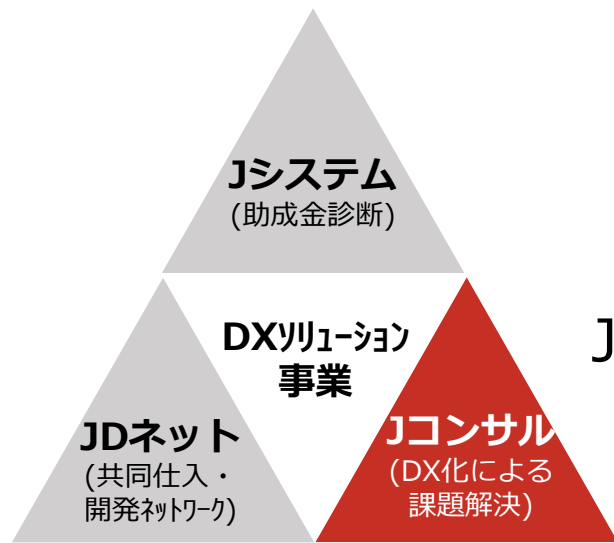 Jシステム
(助成金診断)
DXｿﾘｭｰｼｮﾝ
事業
J
JDネット
(共同仕入・
開発ﾈｯﾄﾜｰｸ)
Jコンサル
(DX化による
課題解決)